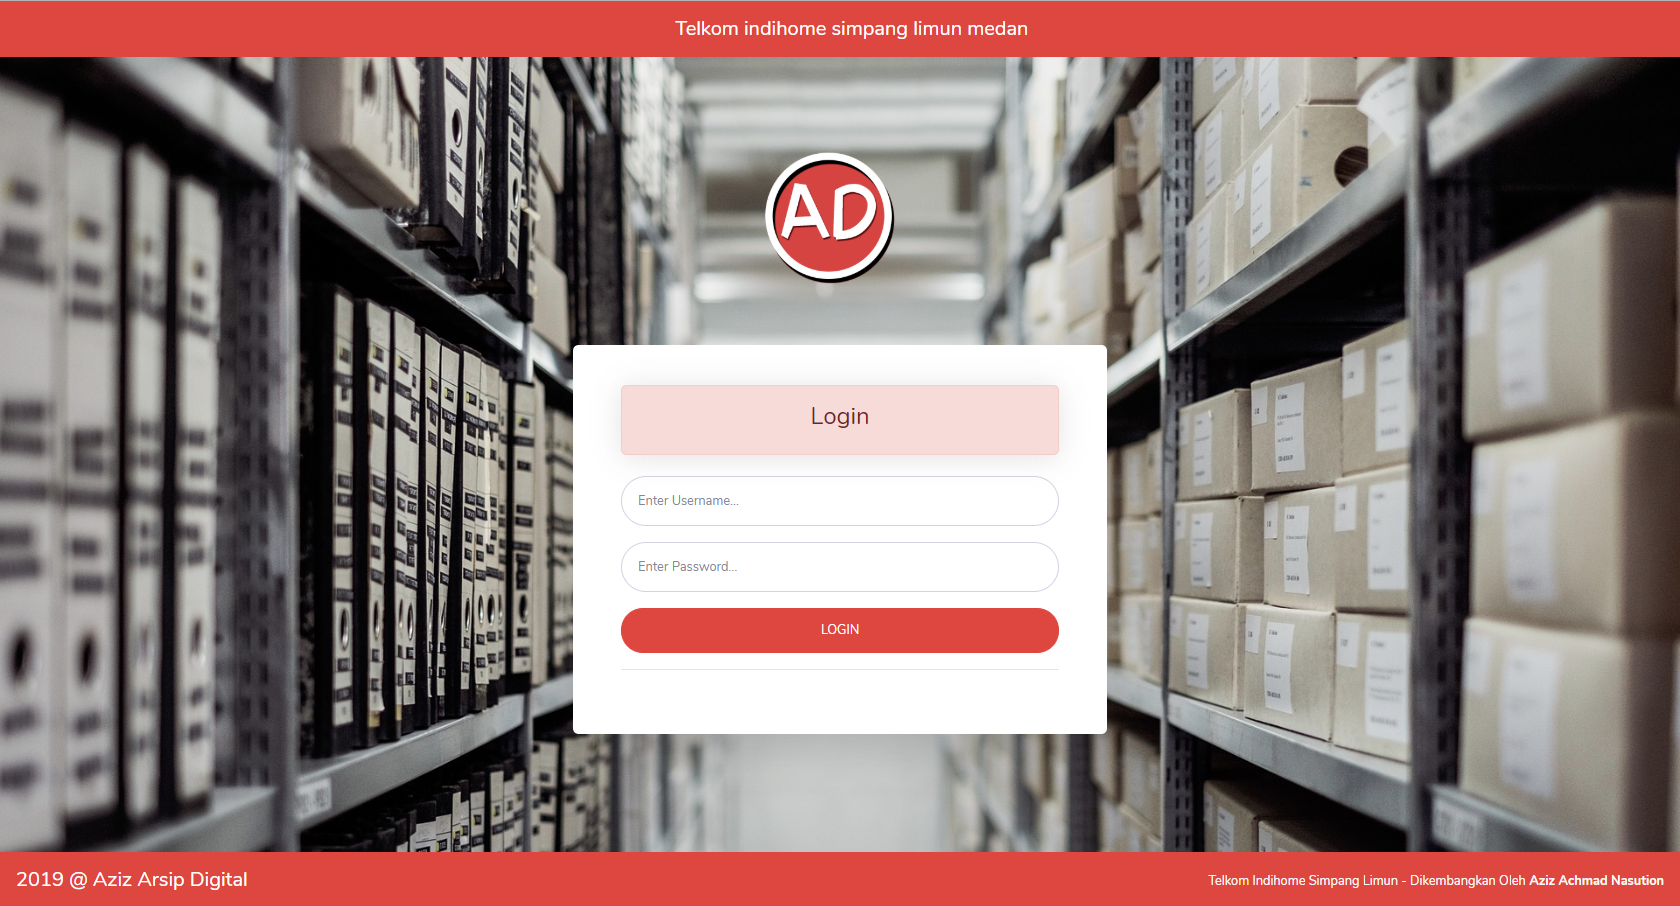 Telkom indihome simpang limun medan
AD
Login
Enter Username...
Enter Password...
LOGIN
2019 @ Aziz Arsip Digital
Telkom Indihome Simpang Limun - Dikembangkan Oleh Aziz Achmad Nasution